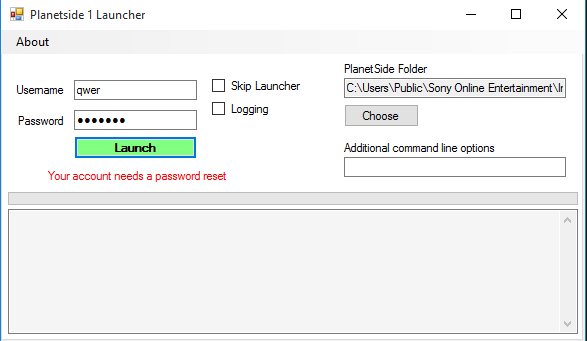 Planetside 1 Launcher
About
PlanetSide Folder
Username qwer
Skip Launcher
C:\Users\Public\Sony Online Entertainment\In
Logging
Password •••••••
Choose
Launch
Additional command line options
Your account needs a password reset